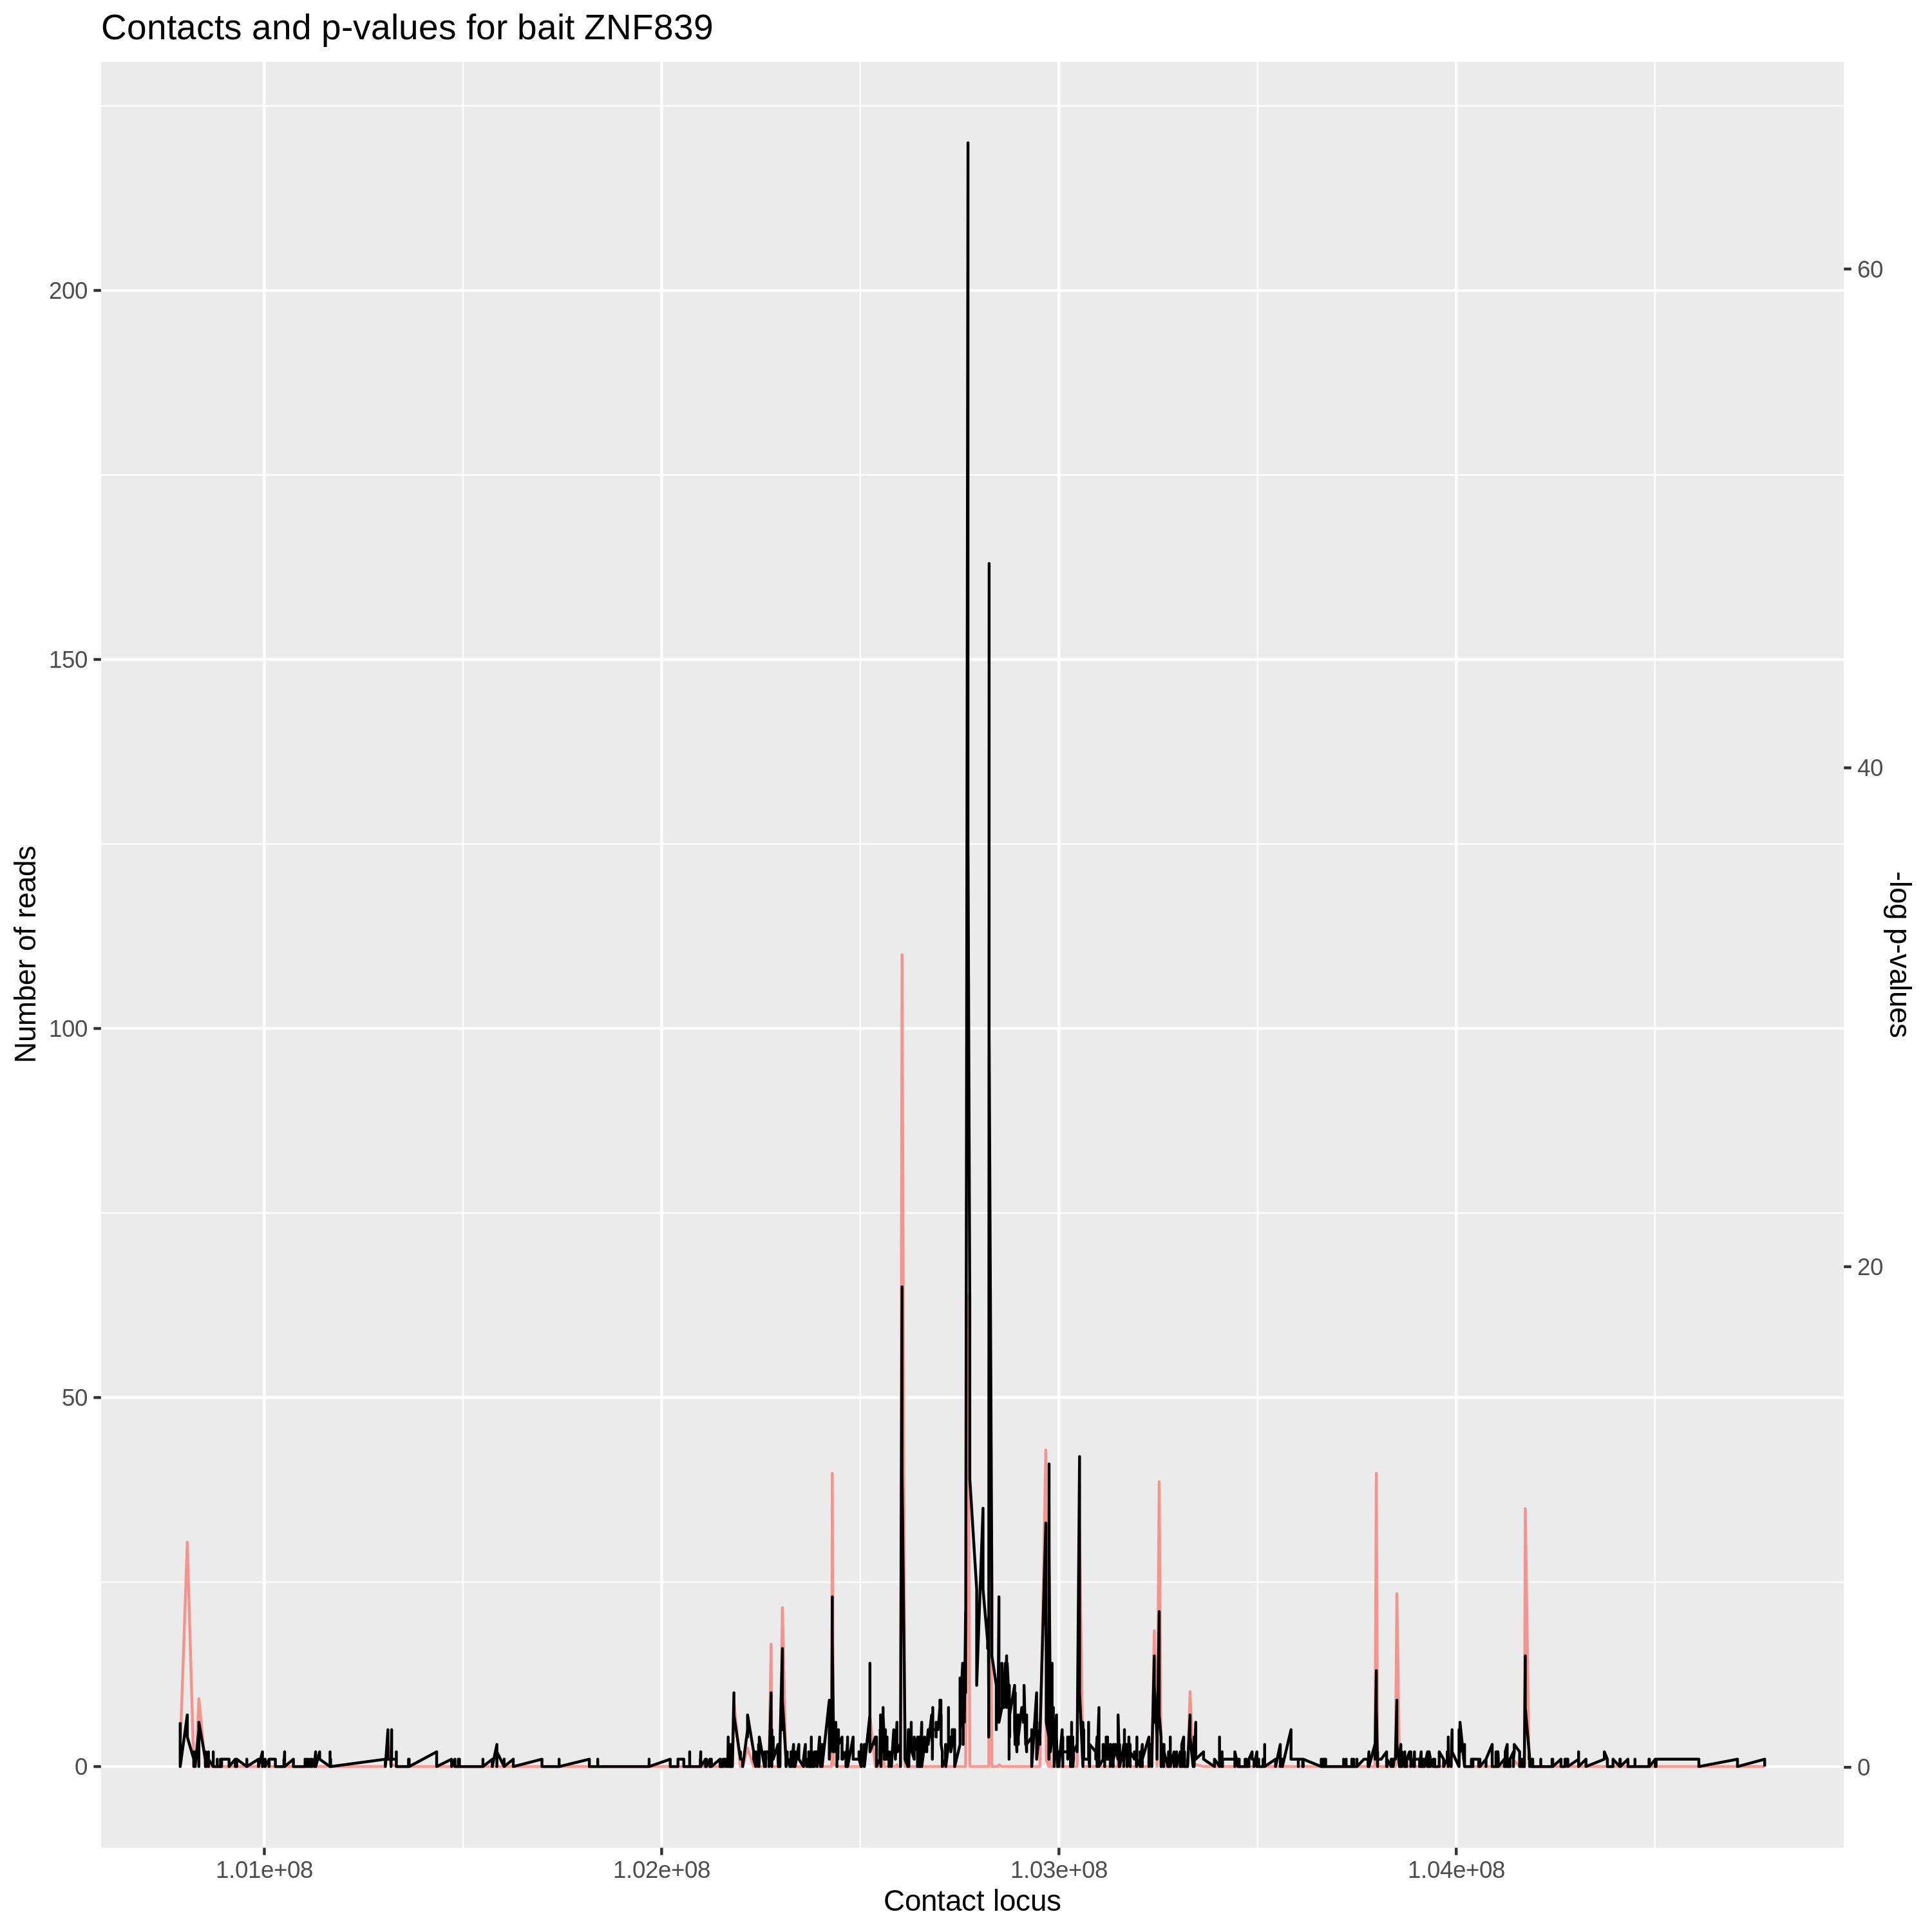 Contacts and p-values for bait ZNF839
200
150
100
50
0
Number of reads
60
40
20
0
-log p-values
1.01e+08
1.02e+08
1.03e+08
1.04e+08
Contact locus